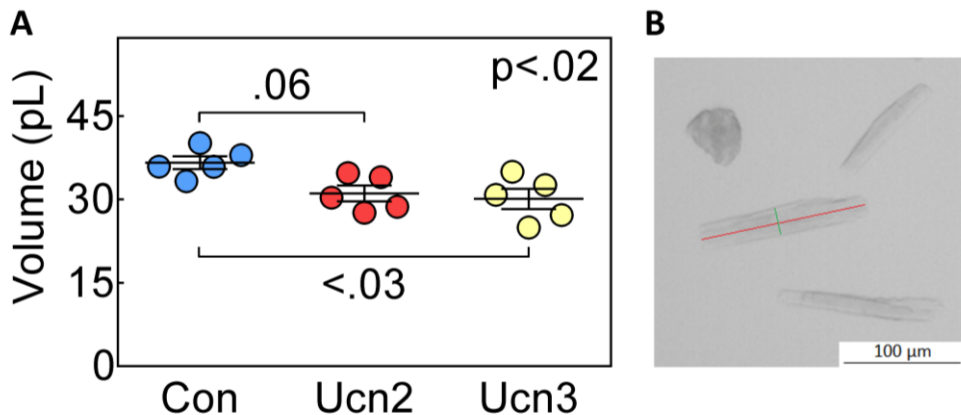 A
B
Volume (pL)
45
30
15
0
p<.02
.06
<.03
Con Ucn2 Ucn3
100 µm